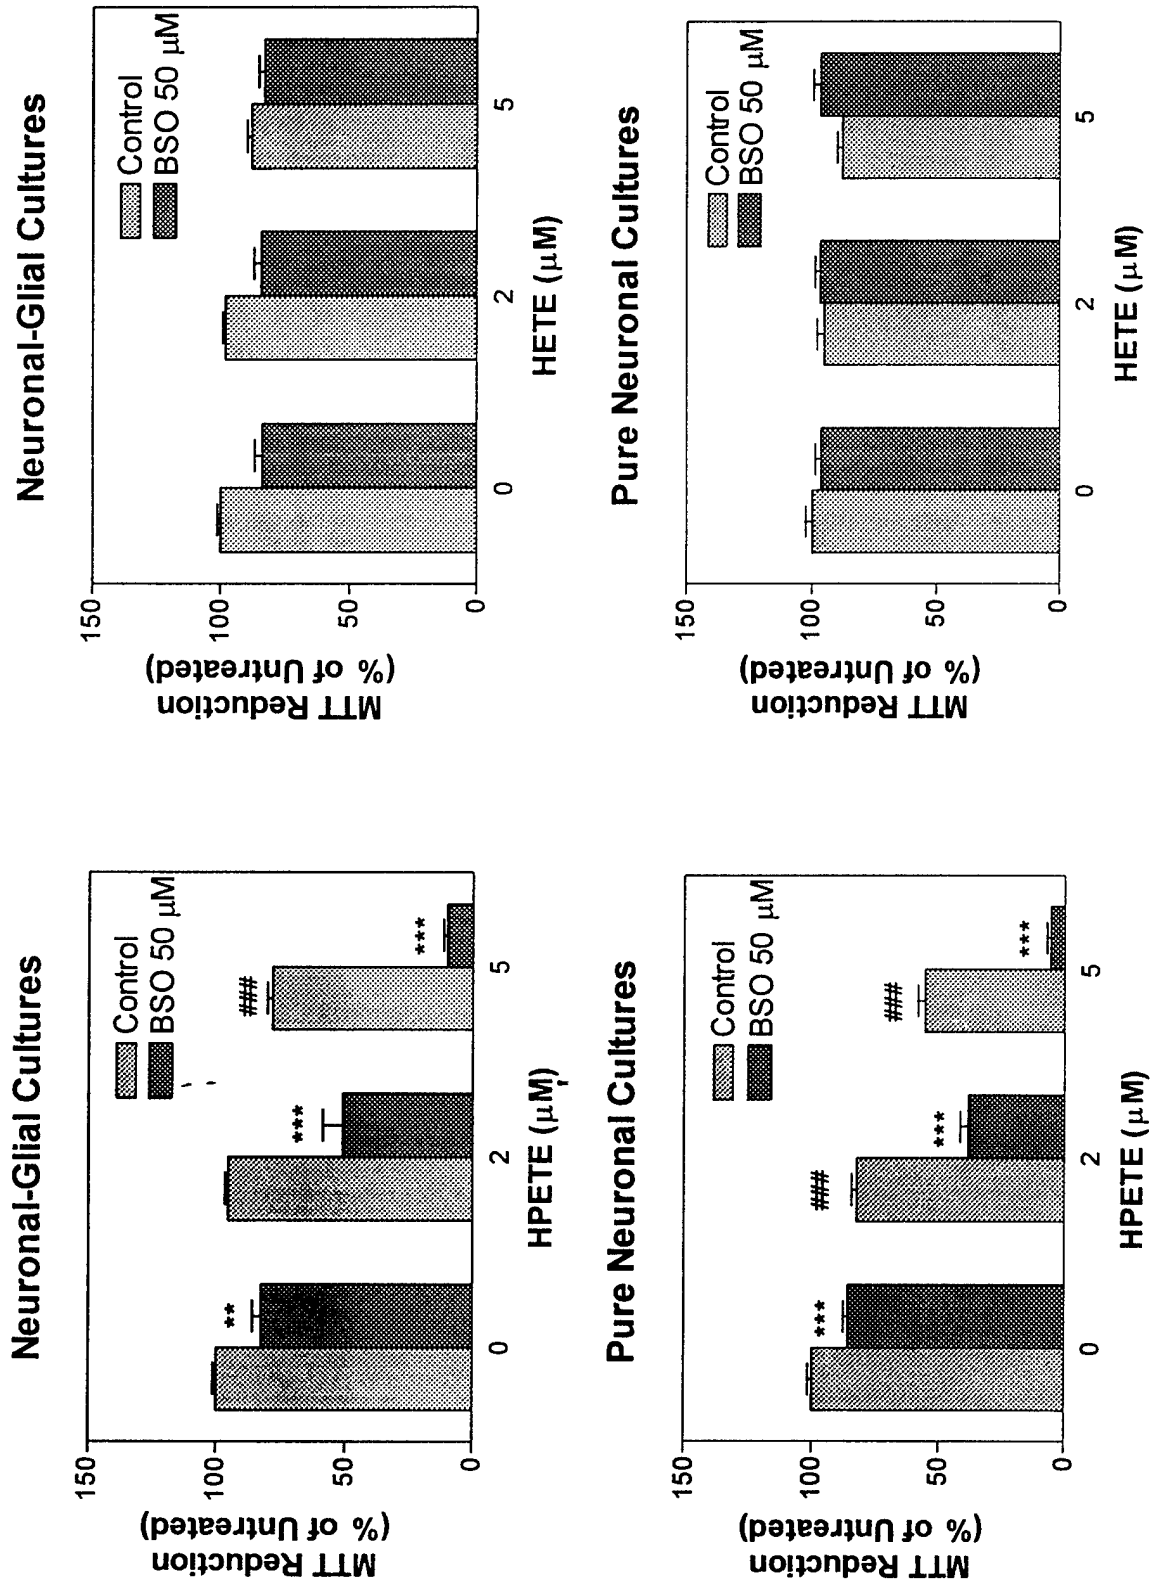 Neuronal-Glial Cultures
Control
BSO 50 μM
**
***
###
***
150
100
50
0
MTT Reduction
(% of Untreated)
0
2
5
HPETE (μM)
Neuronal-Glial Cultures
Control
BSO 50 μM
150
100
50
0
MTT Reduction
(% of Untreated)
0
2
5
HETE (μM)
Pure Neuronal Cultures
Control
BSO 50 μM
***
###
***
###
***
150
100
50
0
MTT Reduction
(% of Untreated)
0
2
5
HPETE (μM)
Pure Neuronal Cultures
Control
BSO 50 μM
150
100
50
0
MTT Reduction
(% of Untreated)
0
2
5
HETE (μM)